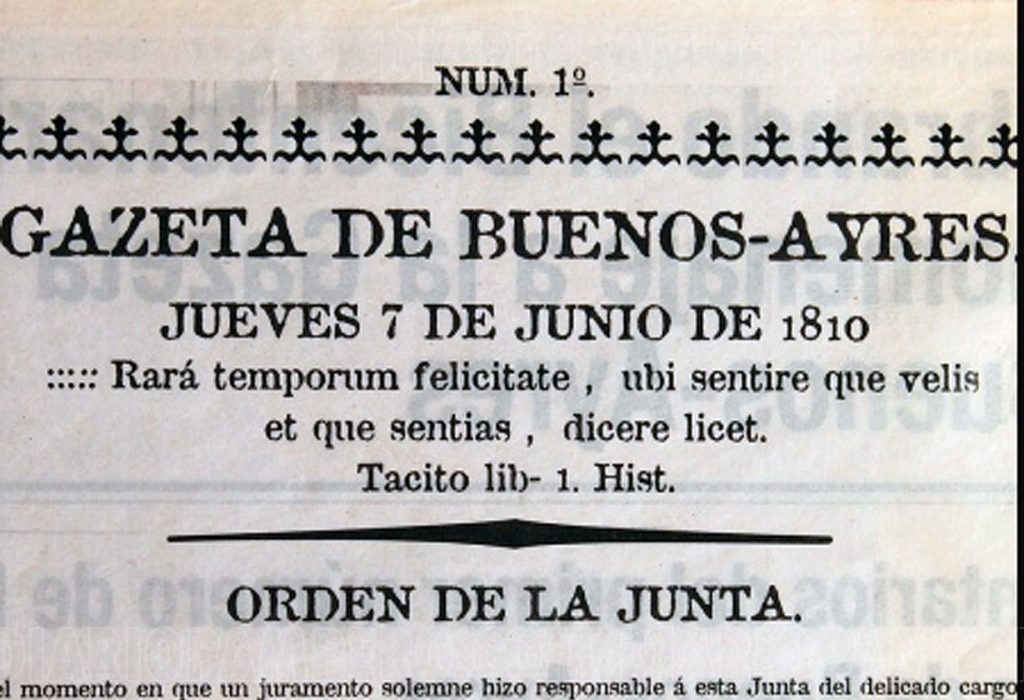 NUM. 1º.
GAZETA DE BUENOS-AYRES.
JUEVES 7 DE JUNIO DE 1810
::::: Rará temporum felicitate , ubi sentire que velis
et que sentias , dicere licet.
Tacito lib- 1. Hist.
ORDEN DE LA JUNTA.
el momento en que un juramento solemne hizo responsable á esta Junta del delicado cargo